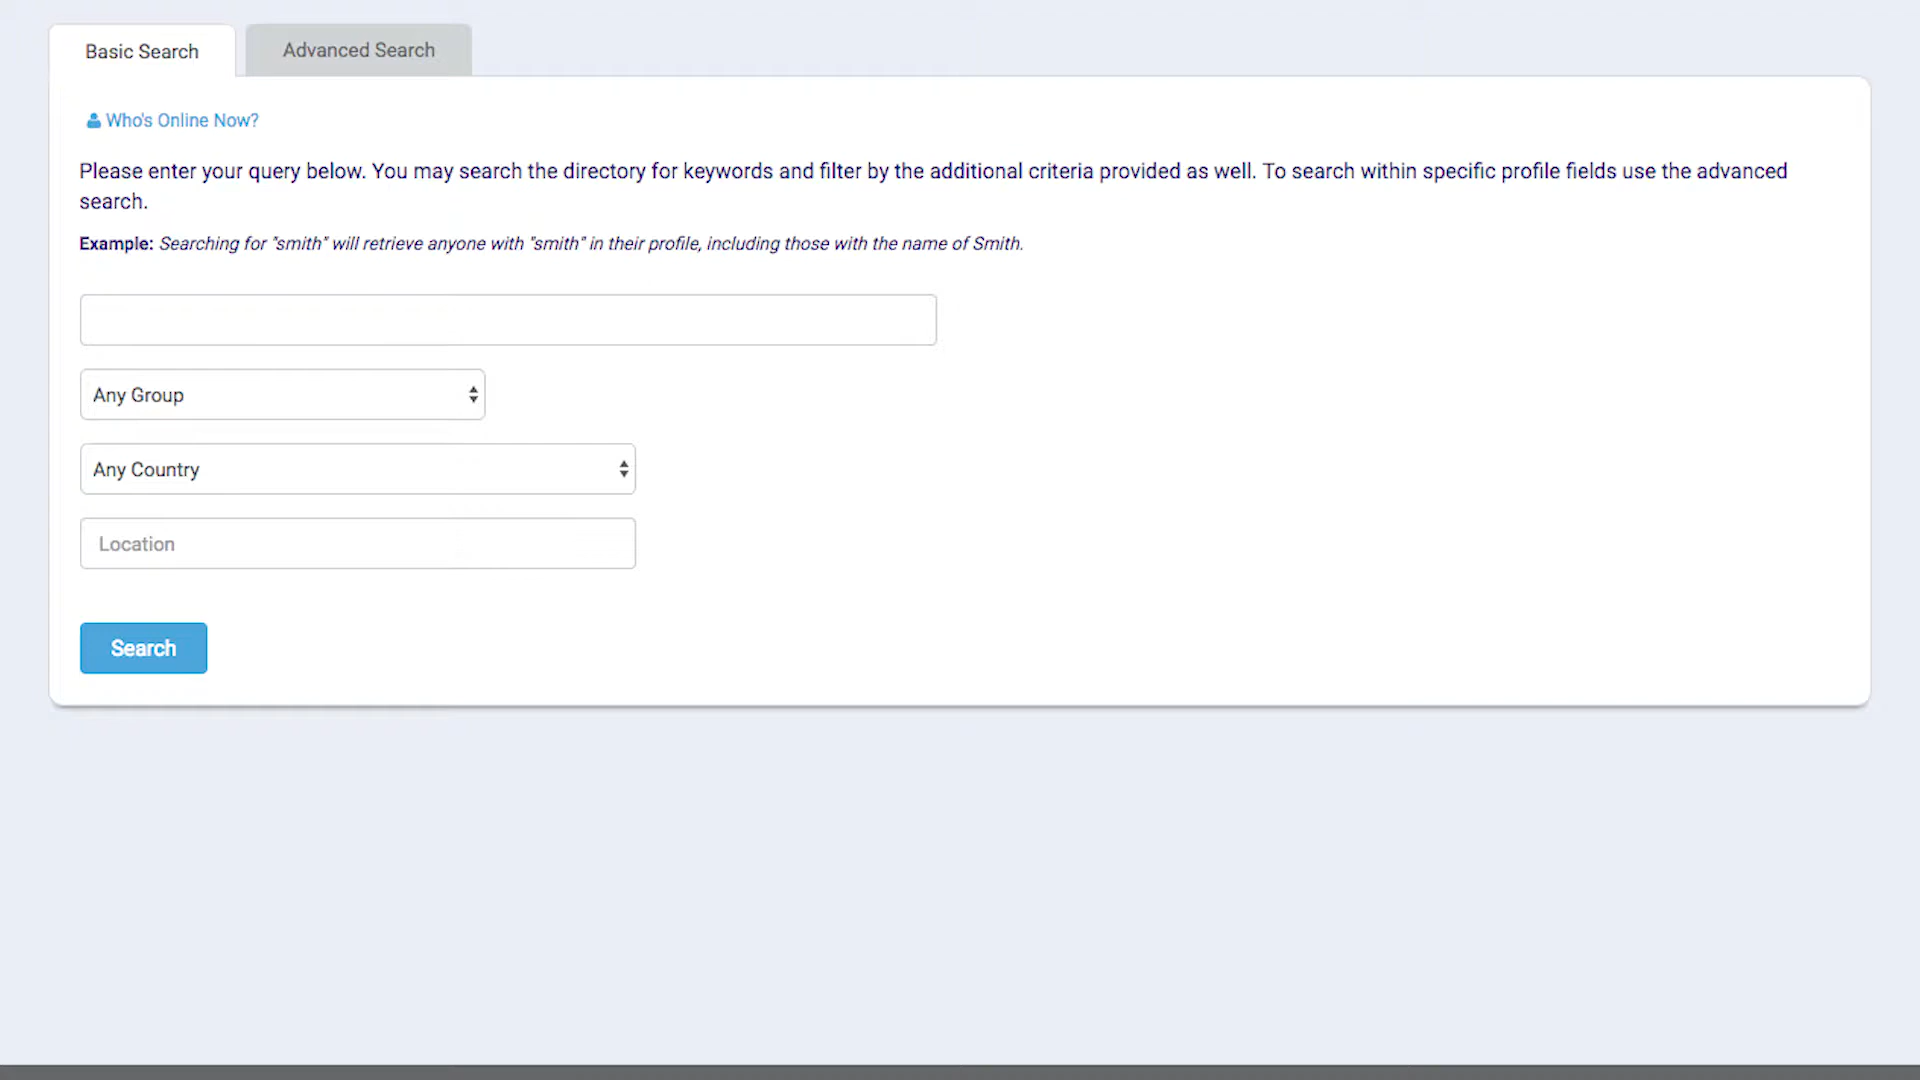 Basic Search
Advanced Search
Who's Online Now?
Please enter your query below. You may search the directory for keywords and filter by the additional criteria provided as well. To search within specific profile fields use the advanced
search.
Example: Searching for "smith" will retrieve anyone with "smith" in their profile, including those with the name of Smith.
Any Group
Any Country
Location
Search